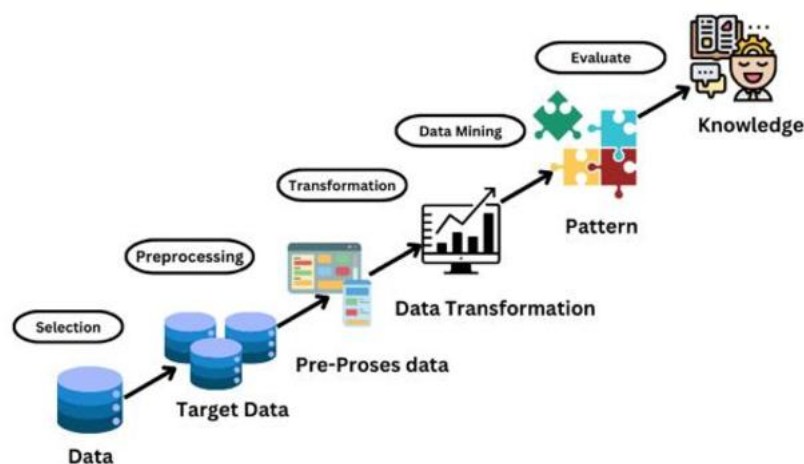 Evaluate
Knowledge
Data Mining
Pattern
Transformation
Data Transformation
Preprocessing
Pre-Proses data
Selection
Target Data
Data